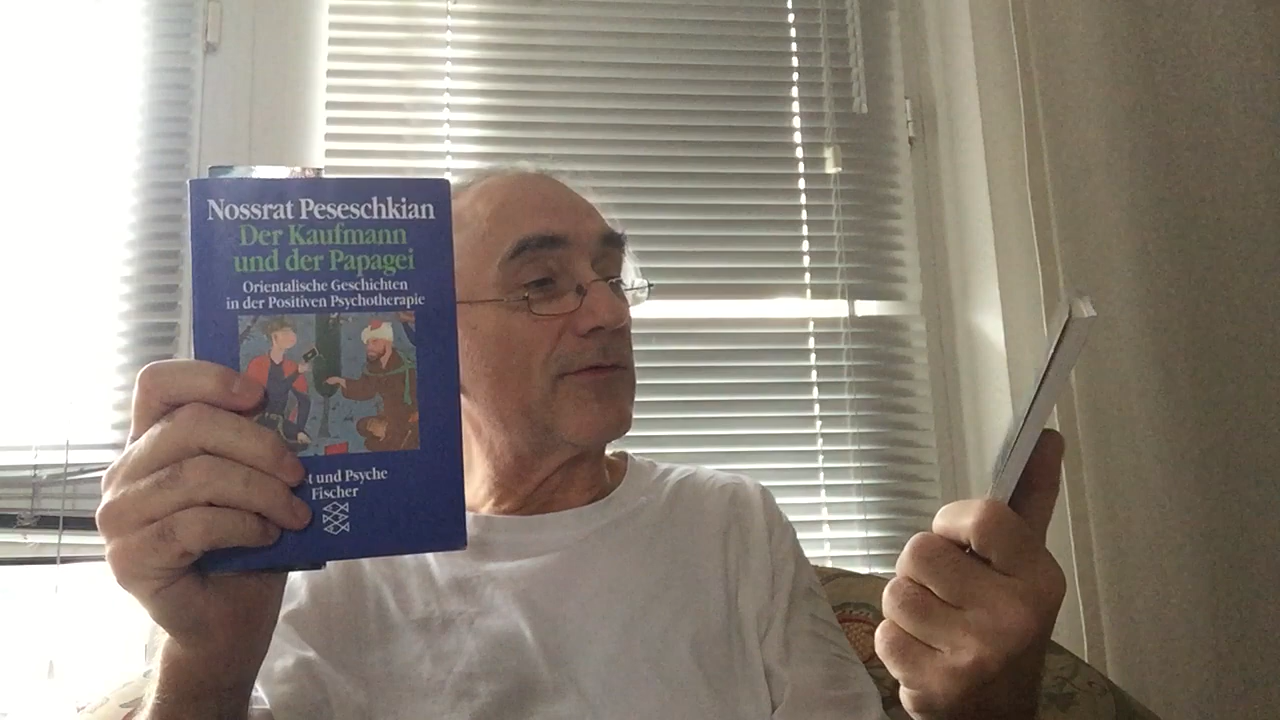 Nossrat Peseschkian
Der Kaufmann
und der Papagei
Orientalische Geschichten
in der Positiven Psychotherapie
und Psyche
Fischer